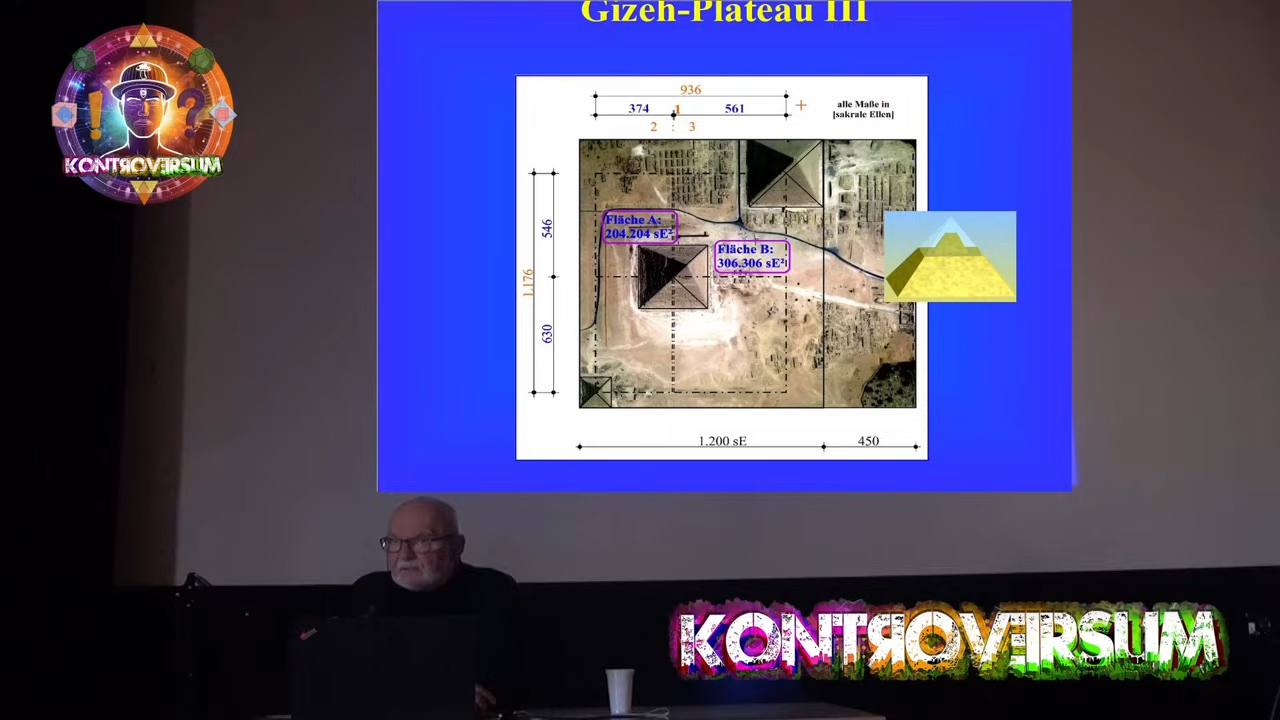 Gizeh-Plateau III
936
374 1 561
+
2 : 3
alle Maße in
[sakrale Ellen]
546
1.176
630
Fläche A:
204.204 sE²
Fläche B:
306.306 sE²
1.200 sE
450
! ?
KONTROVERSUM
KONTROVERSUM